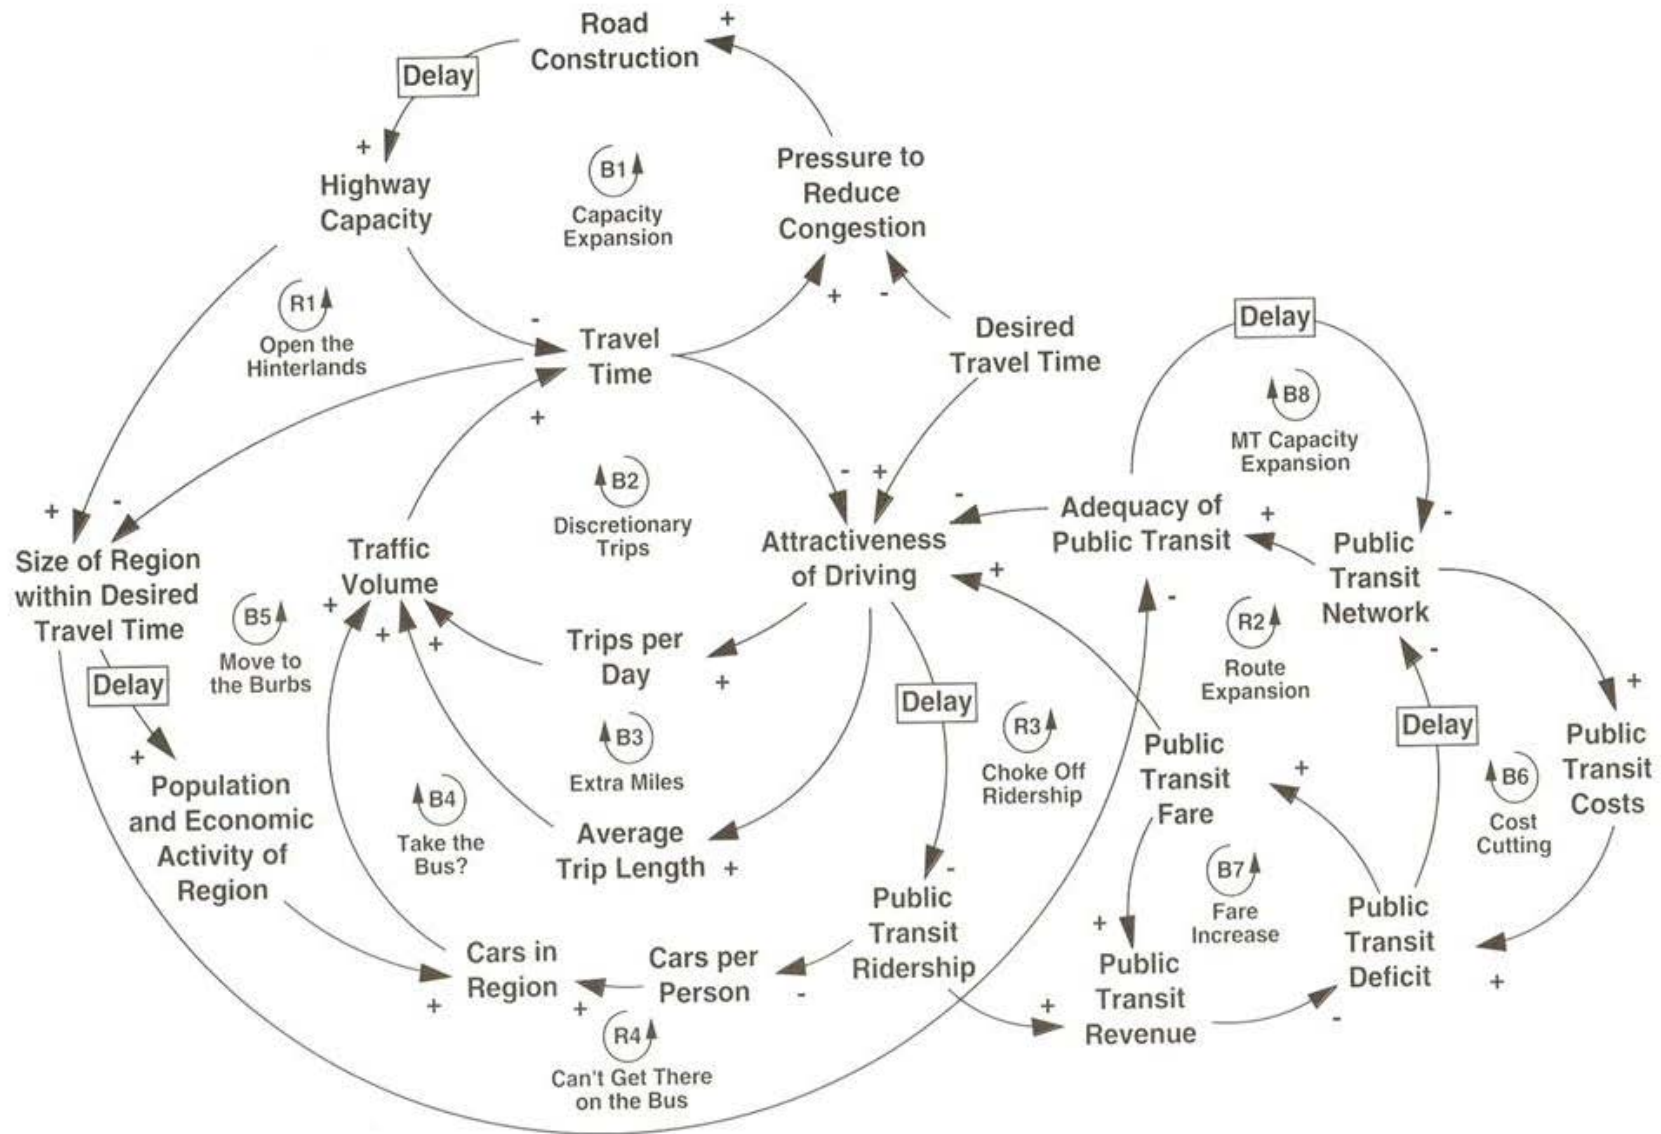 Road
Construction
+
Delay
+
Highway
Capacity
B1
Capacity
Expansion
Pressure to
Reduce
Congestion
+
-
R1
Open the
Hinterlands
-
Travel
Time
+
Desired
Travel Time
Delay
B8
MT Capacity
Expansion
+
-
Size of Region
within Desired
Travel Time
Traffic
Volume
B2
Discretionary
Trips
-
+
-
Attractiveness
of Driving
+
Adequacy of
Public Transit
+
-
-
Public
Transit
Network
-
B5
Move to
the Burbs
+
+
+
Trips per
Day
+
Delay
Delay
R2
Route
Expansion
+
R3
Choke Off
Ridership
Delay
Public
Transit
Costs
+
Population
and Economic
Activity of
Region
B3
Extra Miles
Public
Transit
Fare
+
B6
Cost
Cutting
B4
Take the
Bus?
Average
Trip Length
+
-
Public
Transit
Ridership
B7
Fare
Increase
Public
Transit
Deficit
+
Cars in
Region
+
Cars per
Person
+
-
+
+
Public
Transit
Revenue
-
R4
Can't Get There
on the Bus